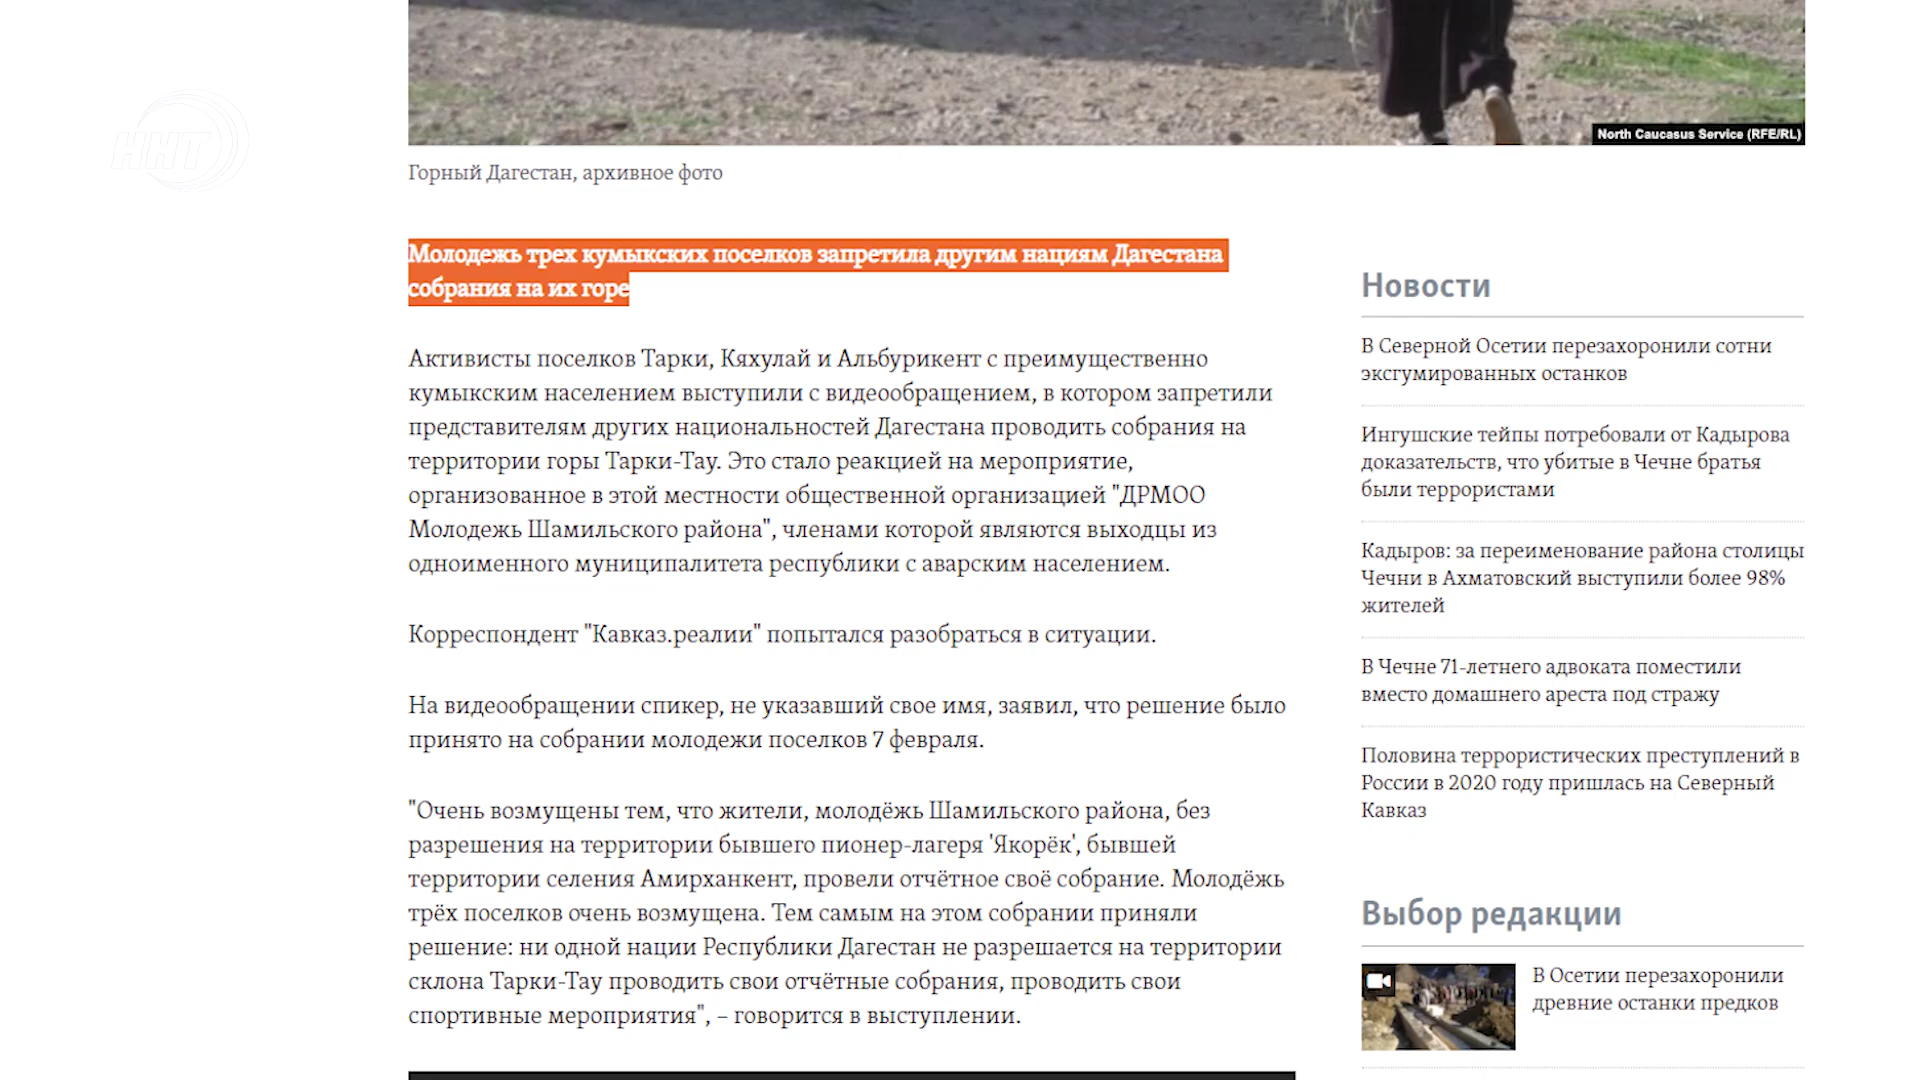 North Caucasus Service (RFE/RL)
ННТ
Горный Дагестан, архивное фото
Молодежь трех кумыкских поселков запретила другим нациям Дагестана
собрания на их горе
Активисты поселков Тарки, Кяхулай и Альбурикент с преимущественно
кумыкским населением выступили с видеообращением, в котором запретили
представителям других национальностей Дагестана проводить собрания на
территории горы Тарки-Тау. Это стало реакцией на мероприятие,
организованное в этой местности общественной организацией "ДРМОО
Молодежь Шамильского района", членами которой являются выходцы из
одноименного муниципалитета республики с аварским населением.
Корреспондент "Кавказ.реалии" попытался разобраться в ситуации.
На видеообращении спикер, не указавший свое имя, заявил, что решение было
принято на собрании молодежи поселков 7 февраля.
"Очень возмущены тем, что жители, молодёжь Шамильского района, без
разрешения на территории бывшего пионер-лагеря 'Якорёк', бывшей
территории селения Амирханкент, провели отчётное своё собрание. Молодёжь
трёх поселков очень возмущена. Тем самым на этом собрании приняли
решение: ни одной нации Республики Дагестан не разрешается на территории
склона Тарки-Тау проводить свои отчётные собрания, проводить свои
спортивные мероприятия", – говорится в выступлении.
Новости
В Северной Осетии перезахоронили сотни
эксгумированных останков
Ингушские тейпы потребовали от Кадырова
доказательств, что убитые в Чечне братья
были террористами
Кадыров: за переименование района столицы
Чечни в Ахматовский выступили более 98%
жителей
В Чечне 71-летнего адвоката поместили
вместо домашнего ареста под стражу
Половина террористических преступлений в
России в 2020 году пришлась на Северный
Кавказ
Выбор редакции
В Осетии перезахоронили
древние останки предков